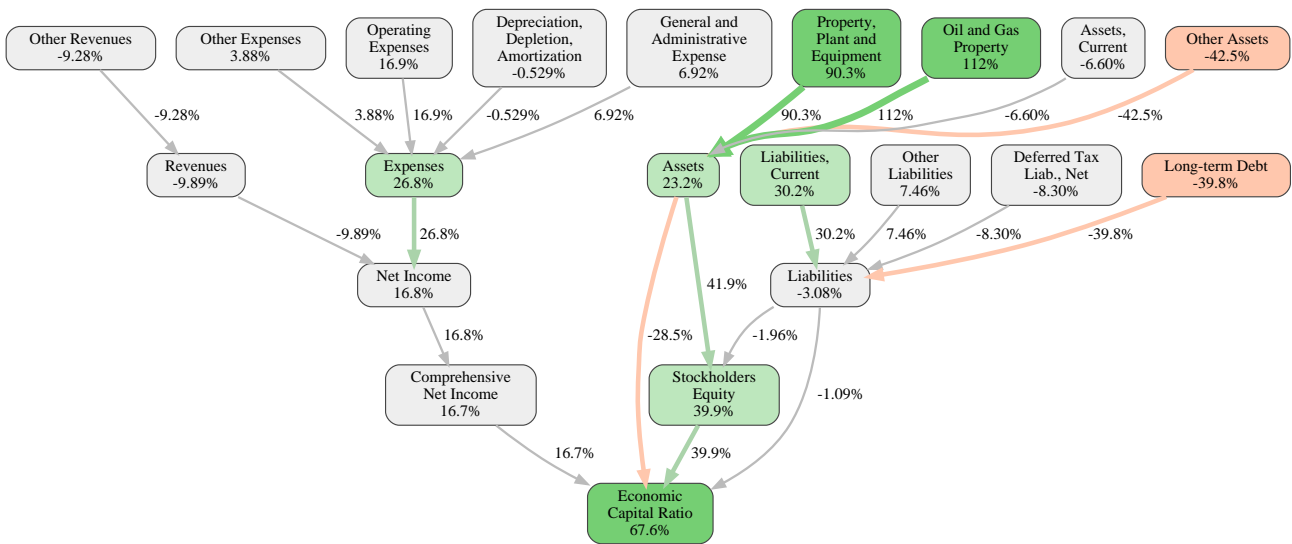 Other Revenues
-9.28%
Other Expenses
3.88%
Operating
Expenses
16.9%
Depreciation,
Depletion,
Amortization
-0.529%
General and
Administrative
Expense
6.92%
Property,
Plant and
Equipment
90.3%
Oil and Gas
Property
112%
Assets,
Current
-6.60%
Other Assets
-42.5%
-9.28%
3.88%
16.9%
-0.529%
6.92%
90.3%
112%
-6.60%
-42.5%
Revenues
-9.89%
Expenses
26.8%
Assets
23.2%
Liabilities,
Current
30.2%
Other
Liabilities
7.46%
Deferred Tax
Liab., Net
-8.30%
Long-term Debt
-39.8%
-9.89%
26.8%
30.2%
7.46%
-8.30%
-39.8%
Net Income
16.8%
41.9%
Liabilities
-3.08%
16.8%
-28.5%
-1.96%
Comprehensive
Net Income
16.7%
Stockholders
Equity
39.9%
-1.09%
16.7%
39.9%
Economic
Capital Ratio
67.6%